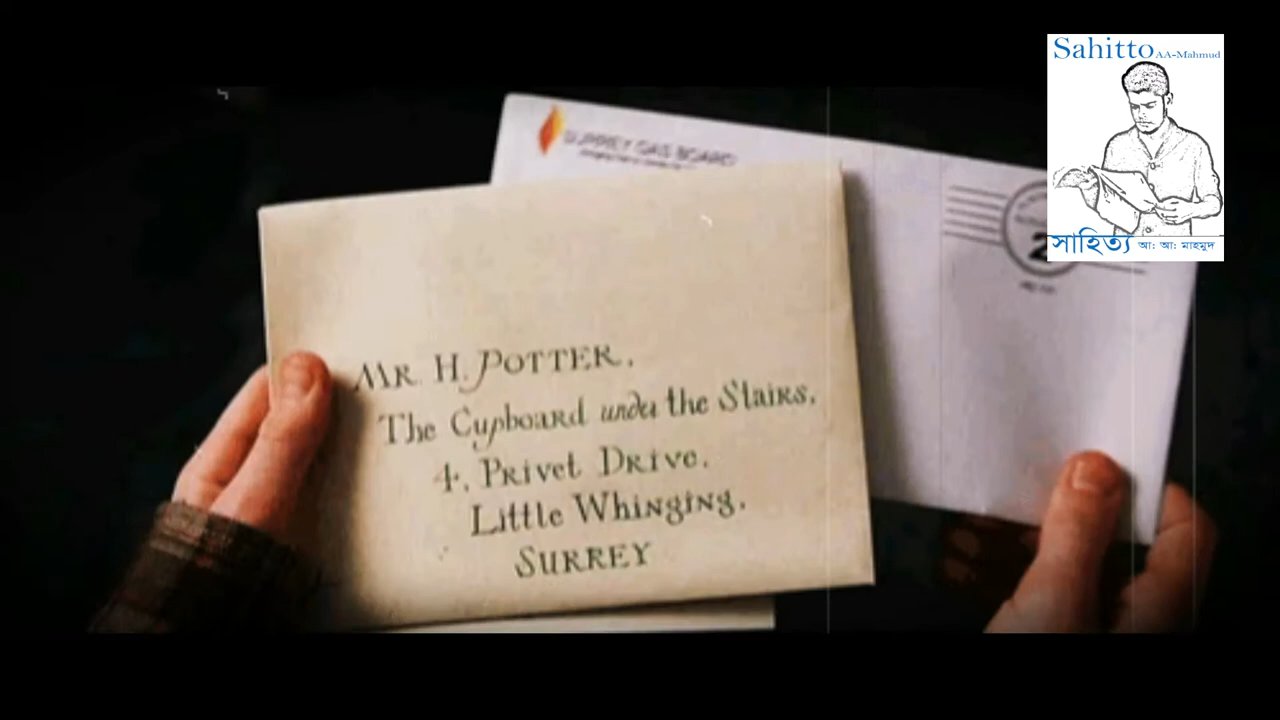 Sahitto AA-Mahmud
SURREY GAS BOARD
2
সাহিত্য আ: আ: মাহমুদ
Mr. H. Potter,
The Cupboard under the Stairs,
4, Privet Drive,
Little Whinging,
SURREY